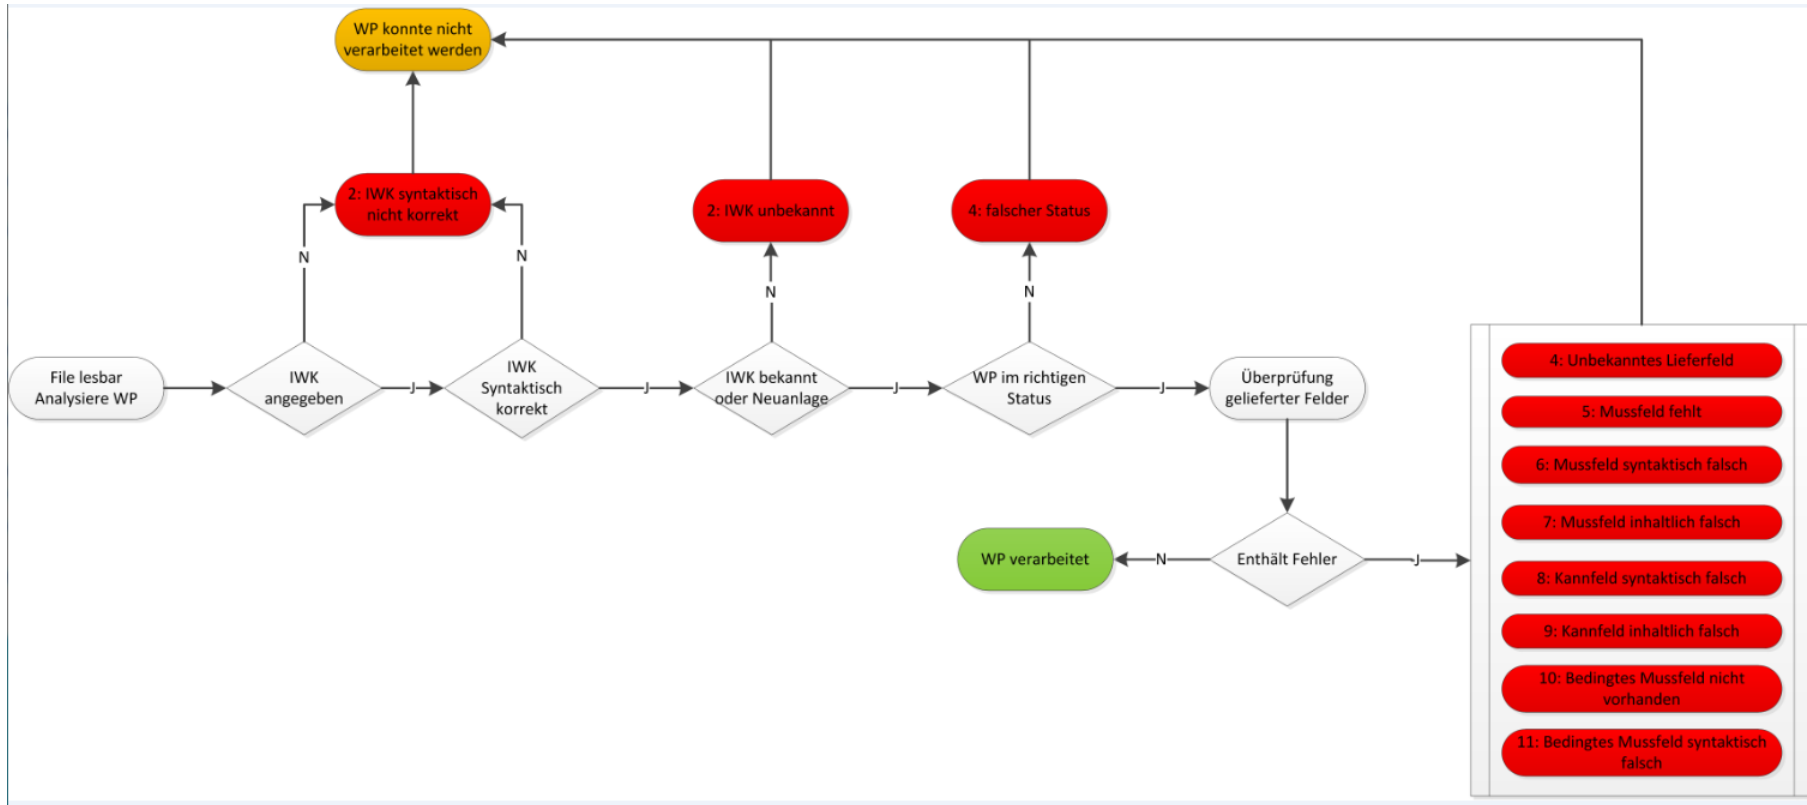 WP konnte nicht
verarbeitet werden
2: IWK syntaktisch
nicht korrekt
2: IWK unbekannt
4: falscher Status
N
N
N
N
File lesbar
Analysiere WP
IWK
angegeben
J
IWK
Syntaktisch
korrekt
J
IWK bekannt
oder Neuanlage
J
WP im richtigen
Status
J
Überprüfung
gelieferter Felder
WP verarbeitet
N
Enthält Fehler
J
4: Unbekanntes Lieferfeld
5: Mussfeld fehlt
6: Mussfeld syntaktisch falsch
7: Mussfeld inhaltlich falsch
8: Kannfeld syntaktisch falsch
9: Kannfeld inhaltlich falsch
10: Bedingtes Mussfeld nicht
vorhanden
11: Bedingtes Mussfeld syntaktisch
falsch